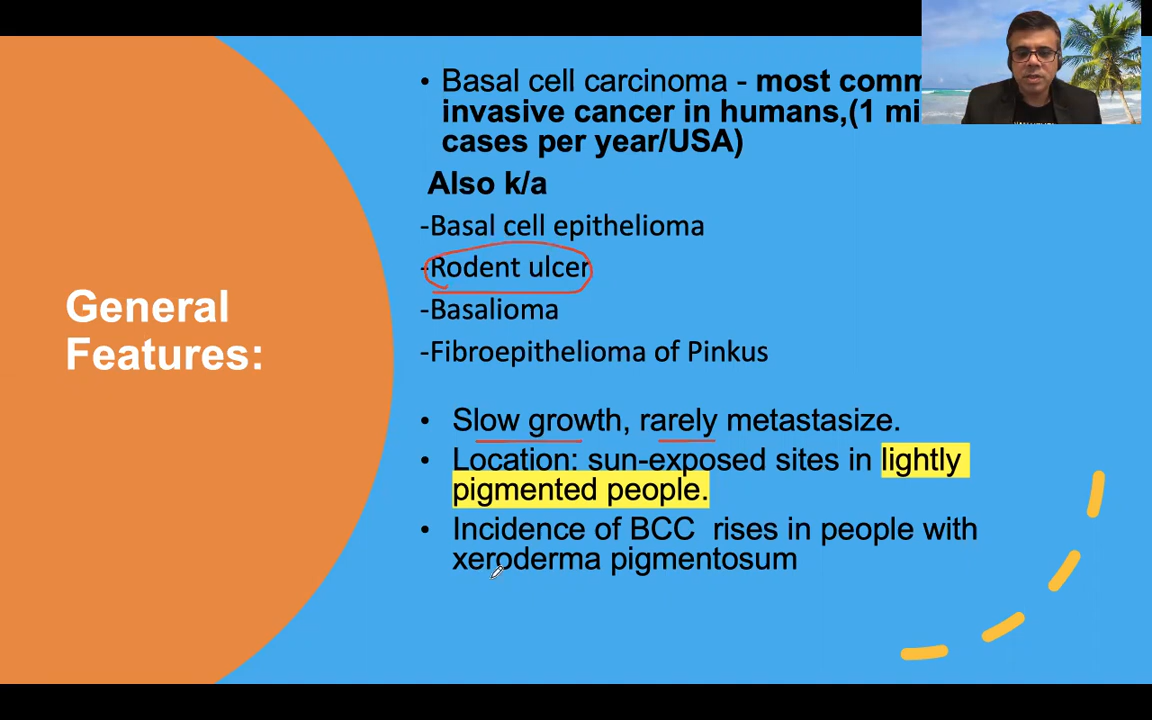 General
Features:
• Basal cell carcinoma - most comm
invasive cancer in humans,(1 mi
cases per year/USA)
Also k/a
-Basal cell epithelioma
-Rodent ulcer
-Basalioma
-Fibroepithelioma of Pinkus
• Slow growth, rarely metastasize.
• Location: sun-exposed sites in lightly
pigmented people.
• Incidence of BCC rises in people with
xeroderma pigmentosum